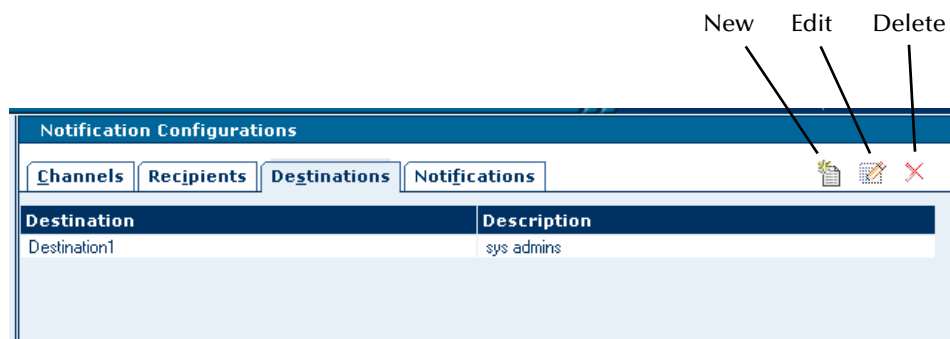 New Edit Delete
Notification Configurations
Channels Recipients Destinations Notifications
Destination Description
Destination1 sys admins